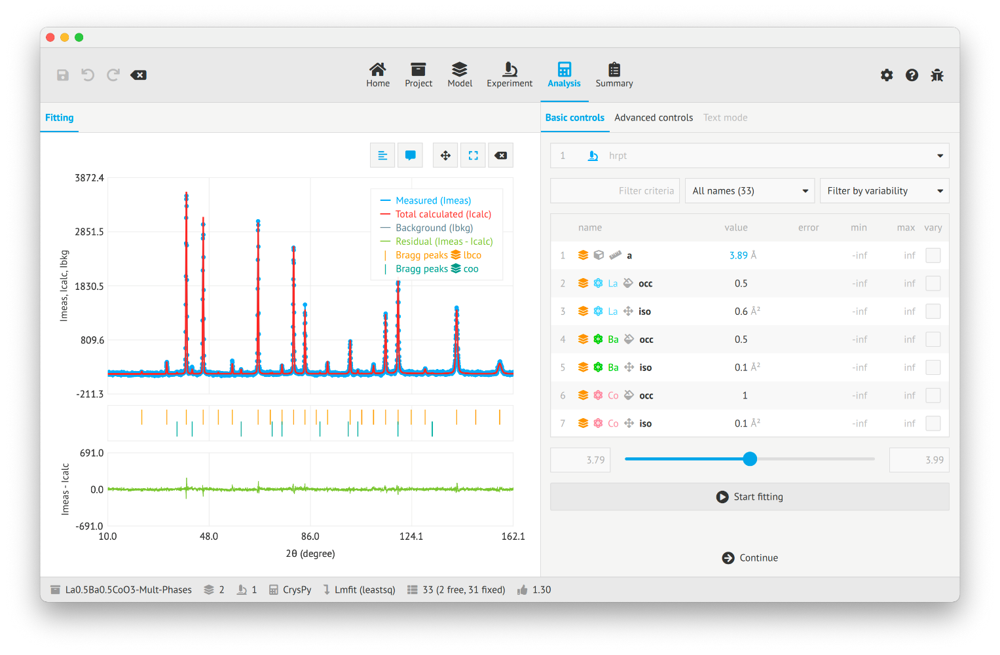 Home Project Model Experiment Analysis Summary
Fitting
Basic controls Advanced controls Text mode
1 hrpt
Filter criteria All names (33) Filter by variability
3872.4
2851.5
1830.5
809.6
-211.3
Imeas, Icalc, Ibkg
Measured (Imeas)
Total calculated (Icalc)
Background (Ibkg)
Residual (Imeas - Icalc)
Bragg peaks lbco
Bragg peaks coo
691.0
0.0
-691.0
Imeas - Icalc
10.0 48.0 86.0 124.1 162.1
2θ (degree)
name value error min max vary
1 a 3.89 Å -inf inf
2 La occ 0.5 -inf inf
3 La iso 0.6 Å² -inf inf
4 Ba occ 0.5 -inf inf
5 Ba iso 0.1 Å² -inf inf
6 Co occ 1 -inf inf
7 Co iso 0.1 Å² -inf inf
3.79 3.99
Start fitting
Continue
La0.5Ba0.5CoO3-Mult-Phases 2 1 CrysPy Lmfit (leastsq) 33 (2 free, 31 fixed) 1.30